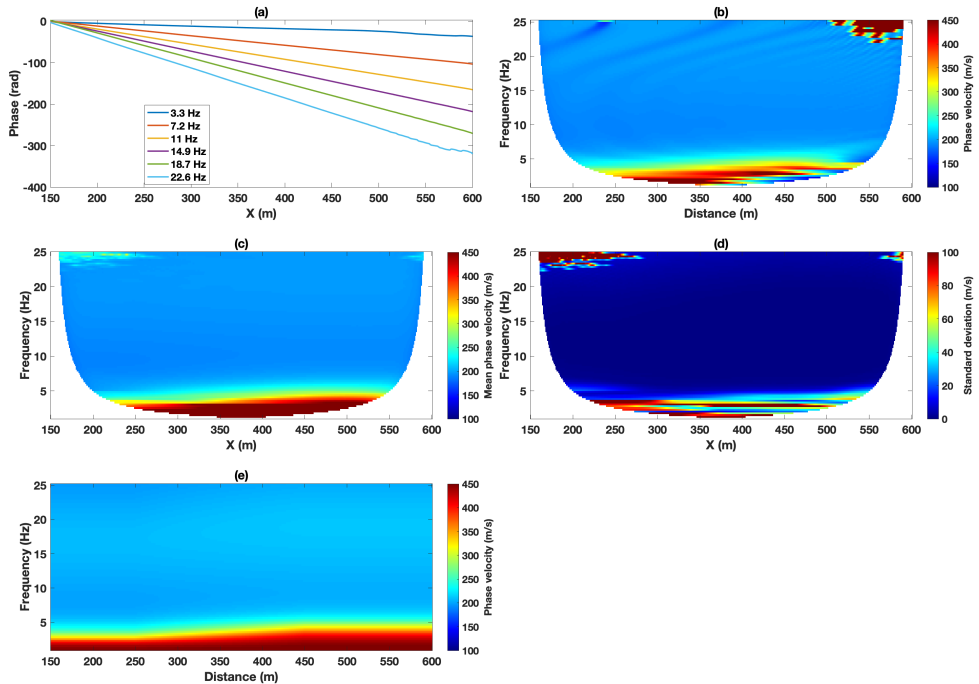 (a)
0
-100
-200
-300
-400
Phase (rad)
3.3 Hz
7.2 Hz
11 Hz
14.9 Hz
18.7 Hz
22.6 Hz
150 200 250 300 350 400 450 500 550 600
X (m)
(b)
25
20
15
10
5
Frequency (Hz)
150 200 250 300 350 400 450 500 550 600
Distance (m)
450
400
350
300
250
200
150
100
Phase velocity (m/s)
(c)
25
20
15
10
5
Frequency (Hz)
150 200 250 300 350 400 450 500 550 600
X (m)
450
400
350
300
250
200
150
100
Mean phase velocity (m/s)
(d)
25
20
15
10
5
Frequency (Hz)
150 200 250 300 350 400 450 500 550 600
X (m)
100
80
60
40
20
0
Standard deviation (m/s)
(e)
25
20
15
10
5
Frequency (Hz)
150 200 250 300 350 400 450 500 550 600
Distance (m)
450
400
350
300
250
200
150
100
Phase velocity (m/s)